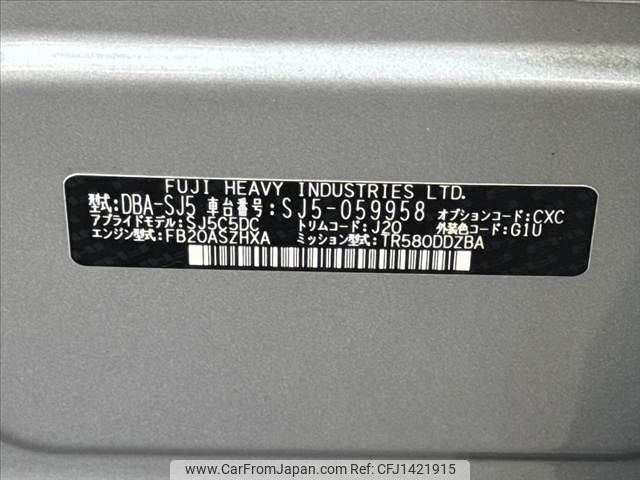 FUJI HEAVY INDUSTRIES LTD.
型式:DBA-SJ5 車台番号:SJ5-059958 オプションコード:CXC
アプライドモデル:SJ5C5DC トリムコード:J20 外装色コード:G1U
エンジン型式:FB20ASZHXA ミッション型式:TR580DDZBA
www.CarFromJapan.com | Car From Japan | CFJ1421915